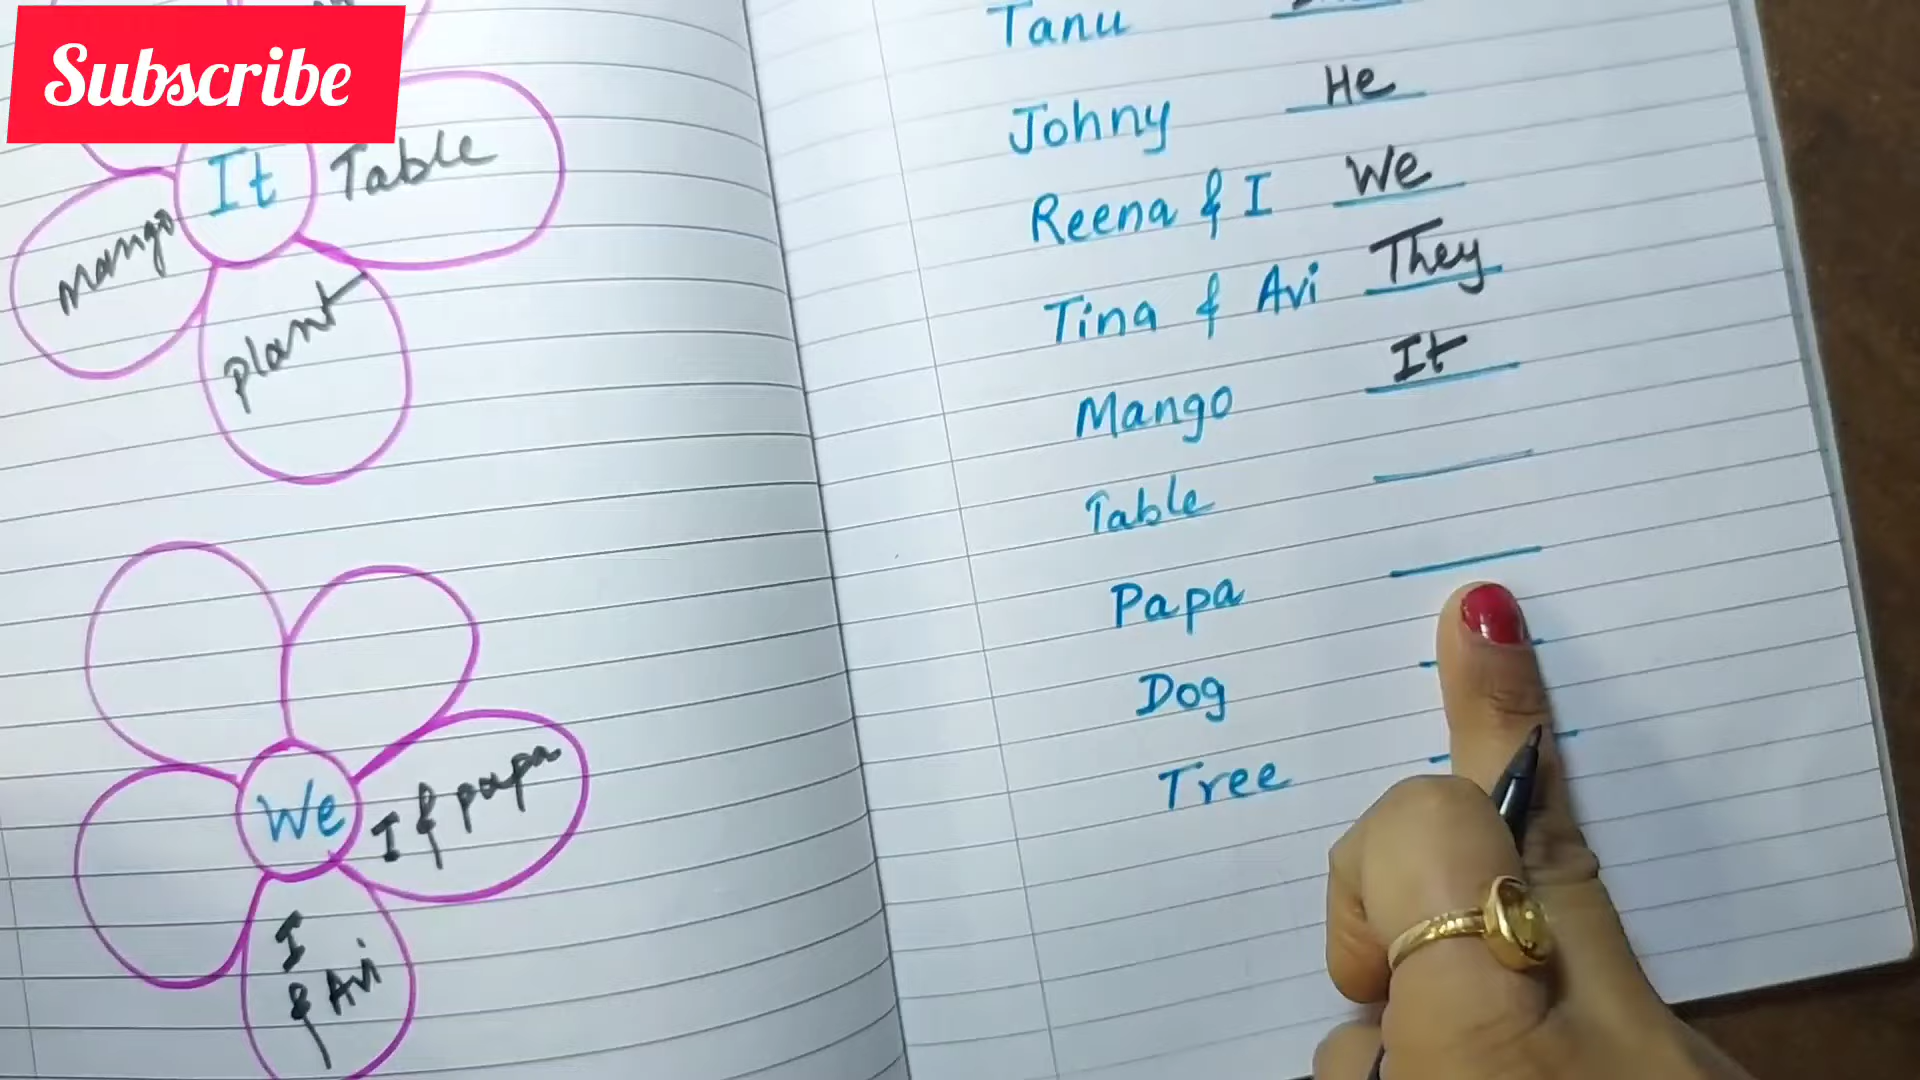 Subscribe
It
Table
mango
plant
We
I & papa
I
& Avi
Tanu
Johny He
Reena & I We
Tina & Avi They
Mango It
Table
Papa
Dog
Tree